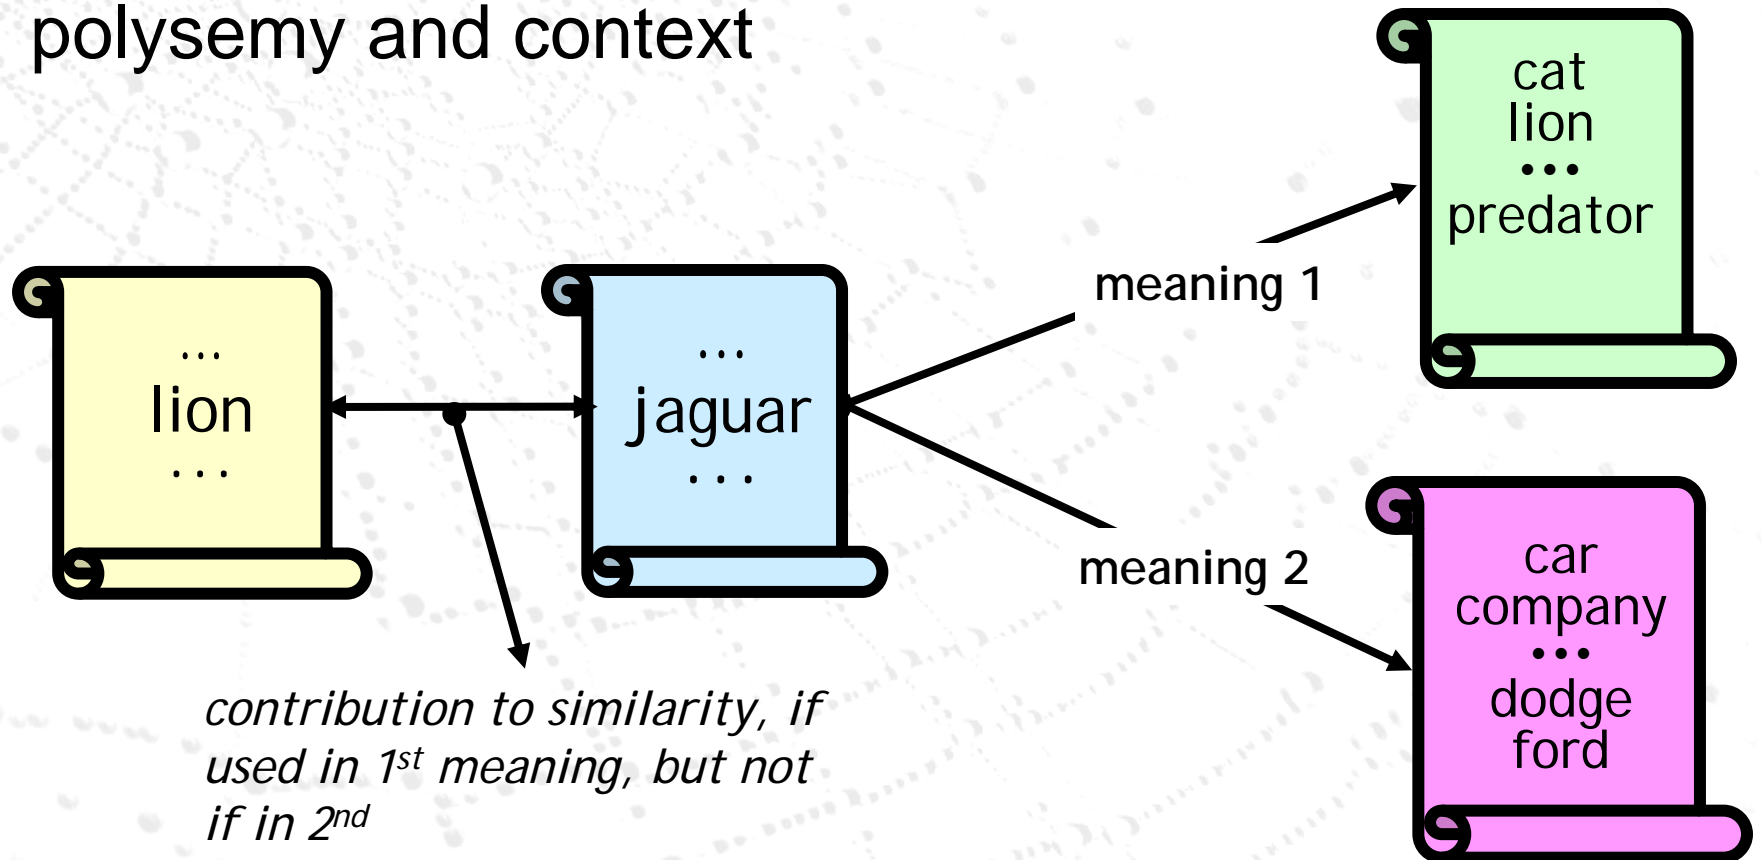 polysemy and context
cat
lion
•••
predator
meaning 1
...
lion
...
...
jaguar
...
meaning 2
car
company
•••
dodge
ford
contribution to similarity, if
used in 1st meaning, but not
if in 2nd